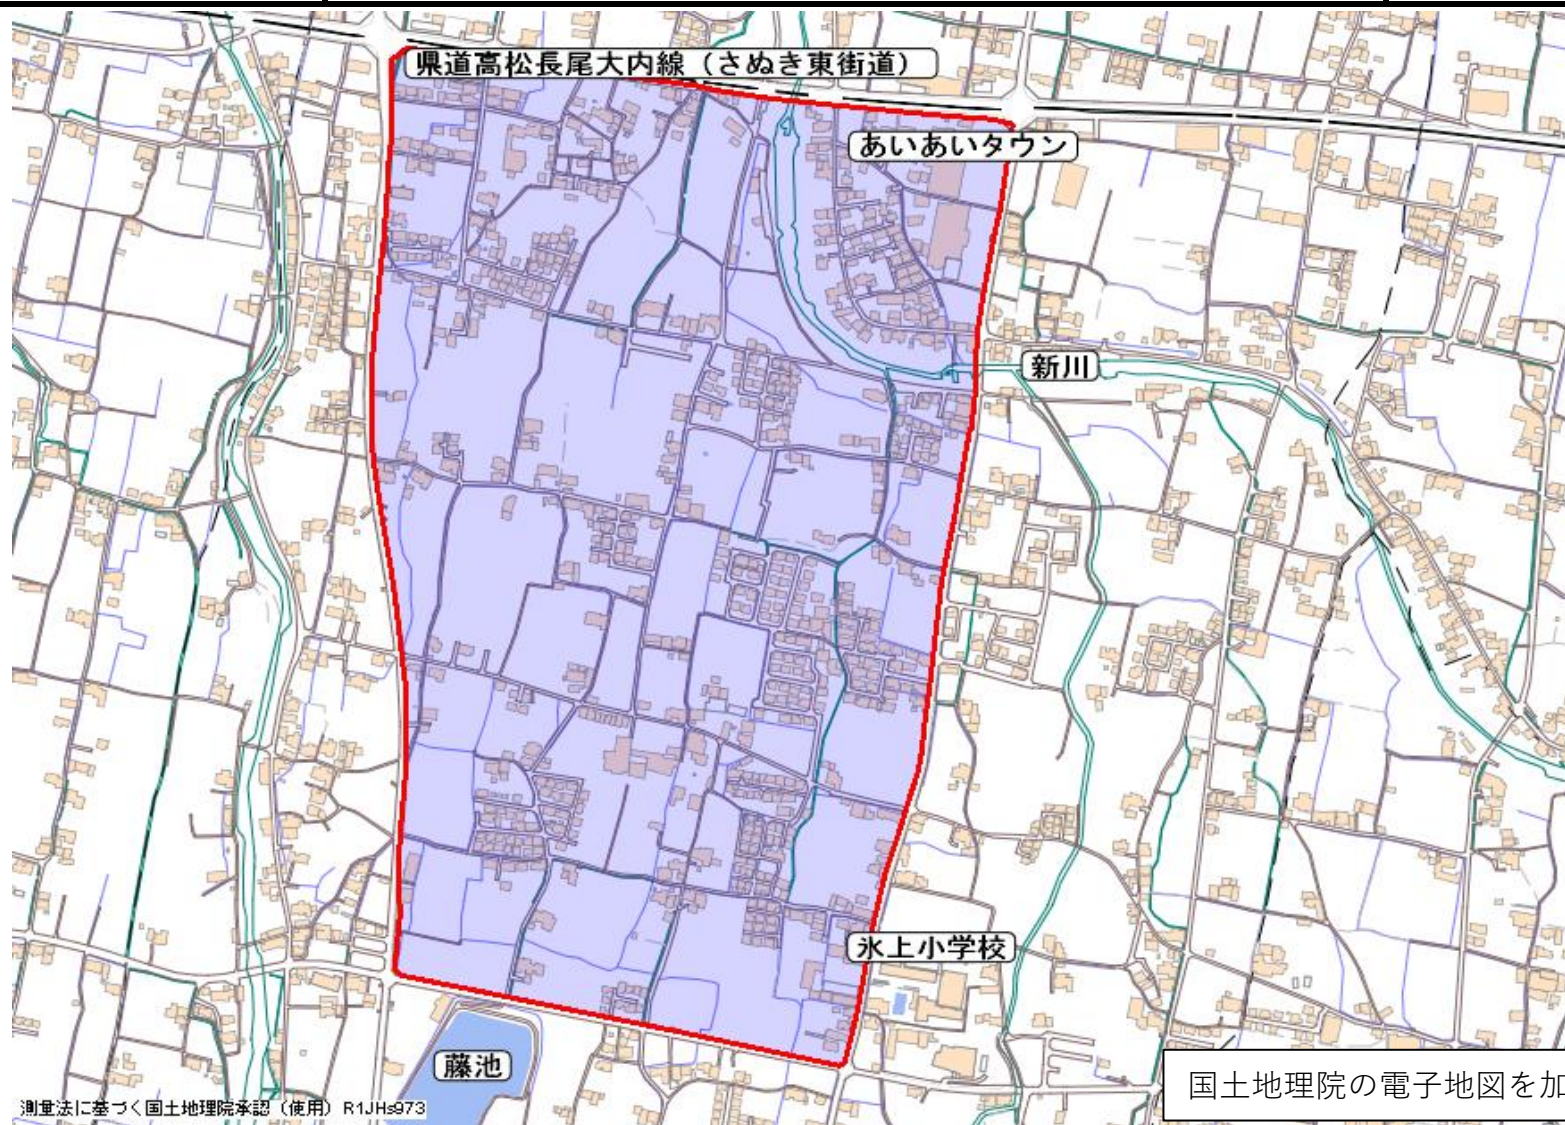 県道高松長尾大内線（さぬき東街道）
あいあいタウン
新川
氷上小学校
藤池
国土地理院の電子地図を加
測量法に基づく国土地理院承認（使用）R1JHs973